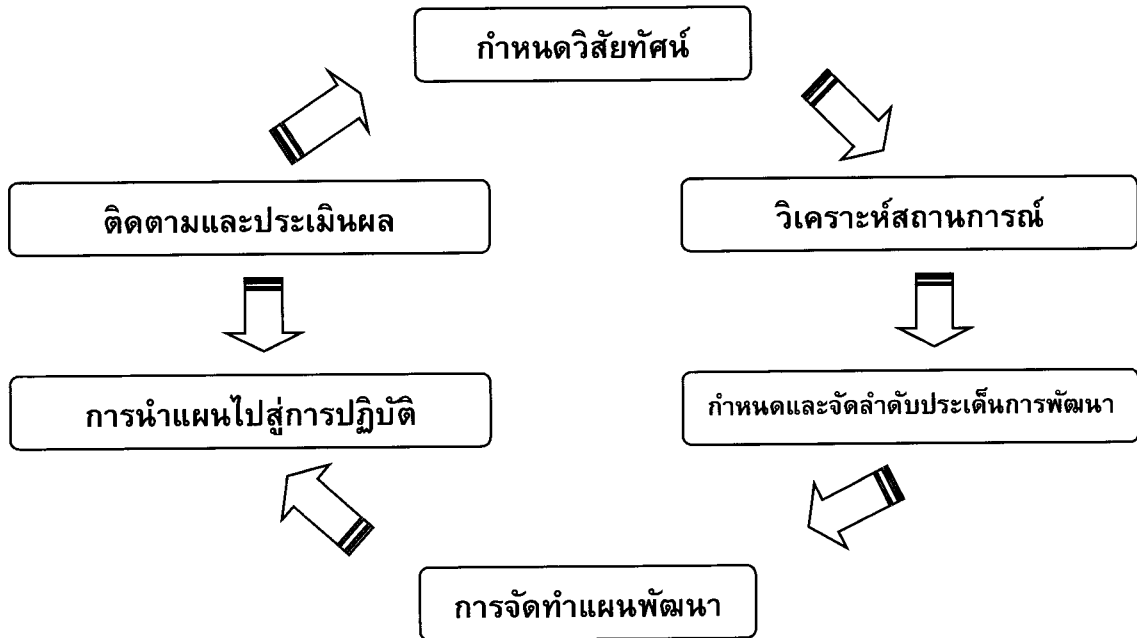 กำหนดวิสัยทัศน์
ติดตามและประเมินผล
วิเคราะห์สถานการณ์
การนำแผนไปสู่การปฏิบัติ
กำหนดและจัดลำดับประเด็นการพัฒนา
การจัดทำแผนพัฒนา